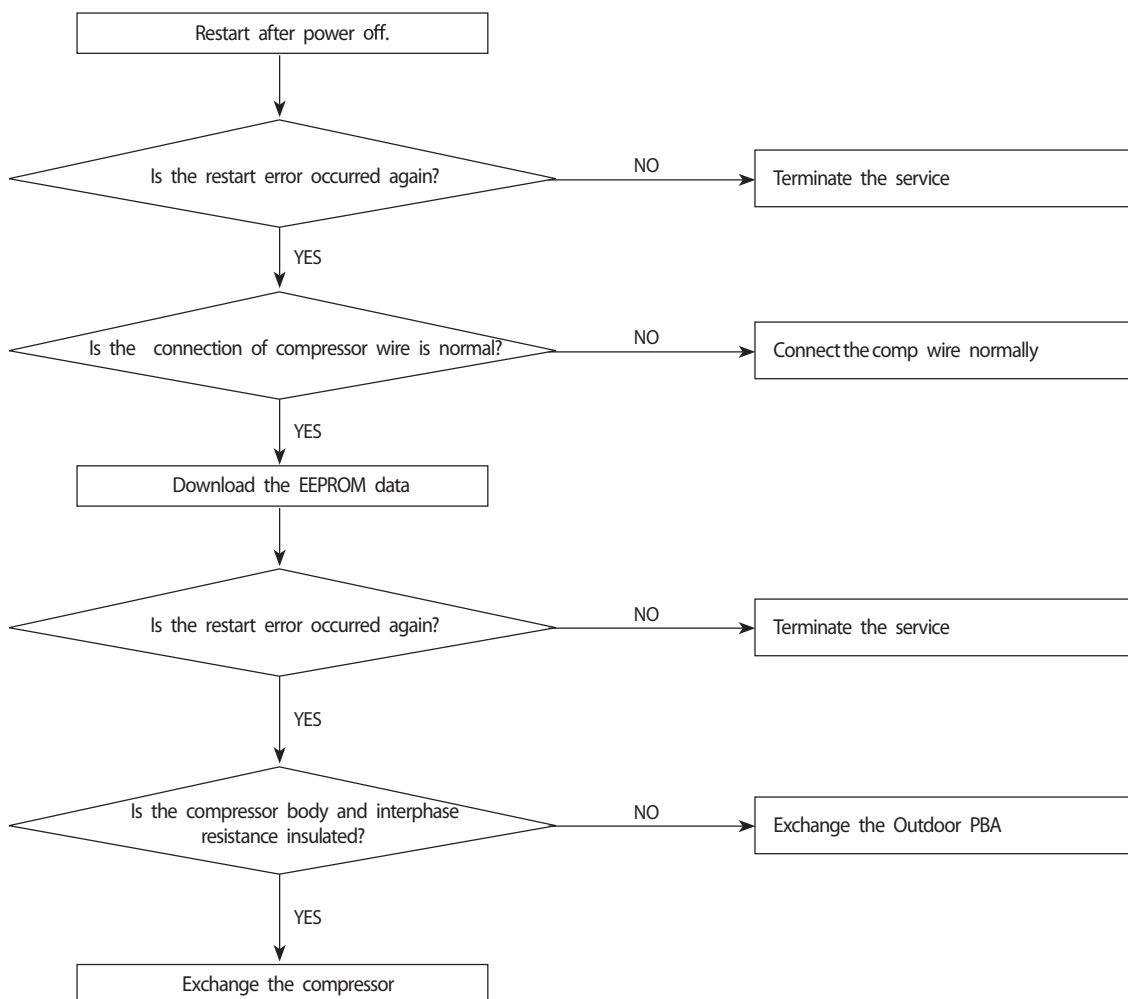 Restart after power off.
Is the restart error occurred again?
NO
Terminate the service
YES
Is the connection of compressor wire is normal?
NO
Connect the comp wire normally
YES
Download the EEPROM data
Is the restart error occurred again?
NO
Terminate the service
YES
Is the compressor body and interphase
resistance insulated?
NO
Exchange the Outdoor PBA
YES
Exchange the compressor